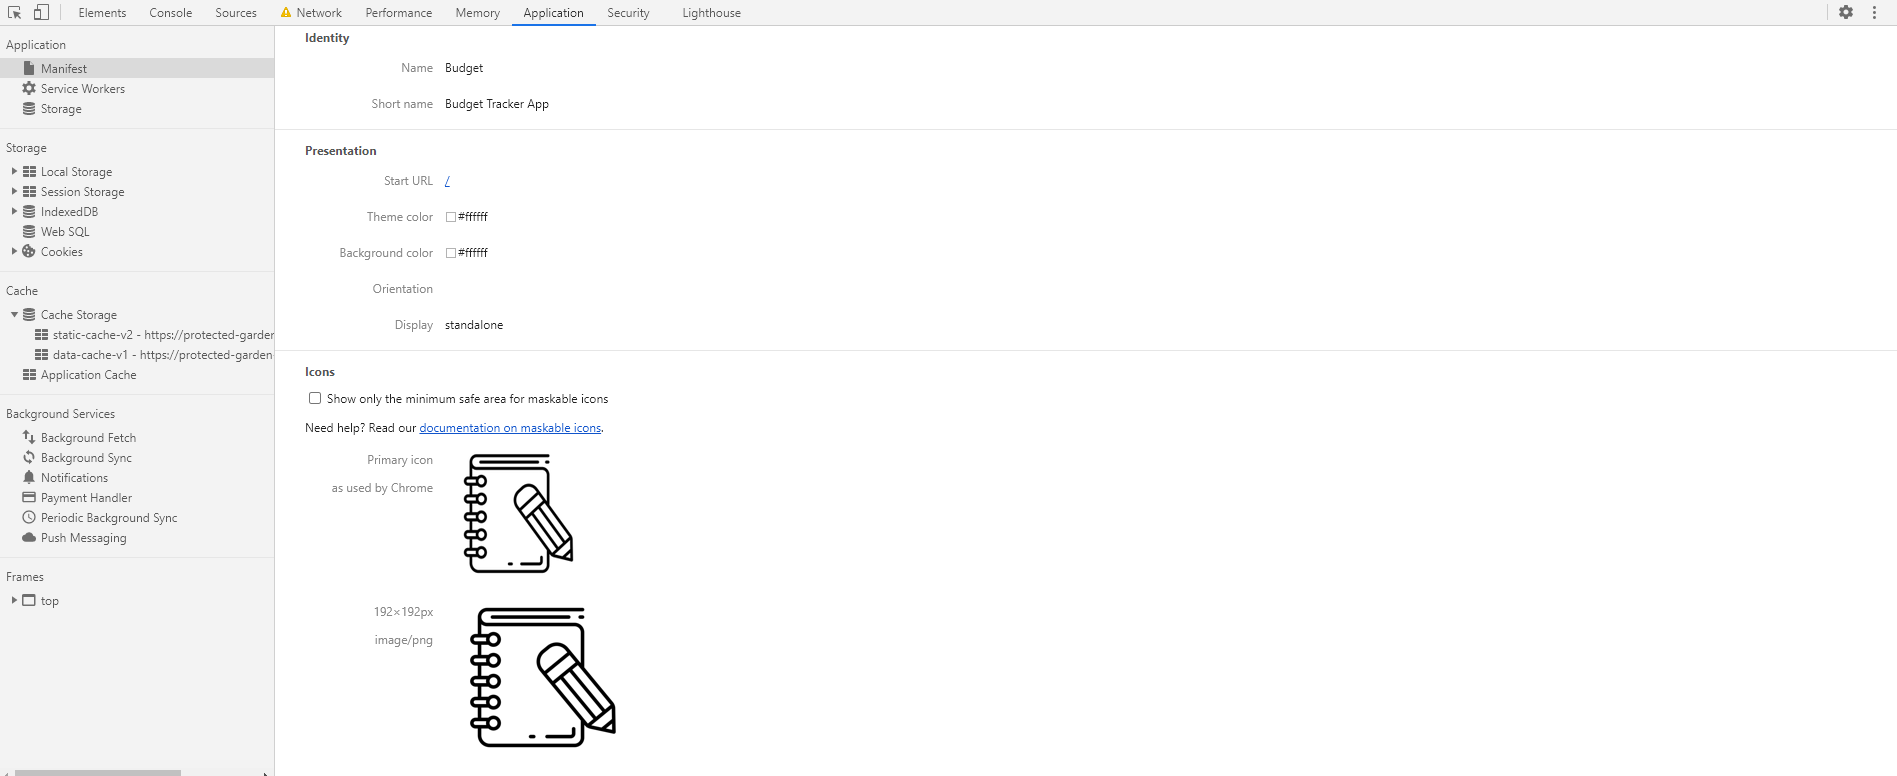 Elements Console Sources Network Performance Memory Application Security Lighthouse
Application
Manifest
Service Workers
Storage
Storage
Local Storage
Session Storage
IndexedDB
Web SQL
Cookies
Cache
Cache Storage
static-cache-v2 - https://protected-garden
data-cache-v1 - https://protected-garden
Application Cache
Background Services
Background Fetch
Background Sync
Notifications
Payment Handler
Periodic Background Sync
Push Messaging
Frames
top
Identity
Name Budget
Short name Budget Tracker App
Presentation
Start URL /
Theme color #ffffff
Background color #ffffff
Orientation
Display standalone
Icons
Show only the minimum safe area for maskable icons
Need help? Read our documentation on maskable icons.
Primary icon
as used by Chrome
192×192px
image/png